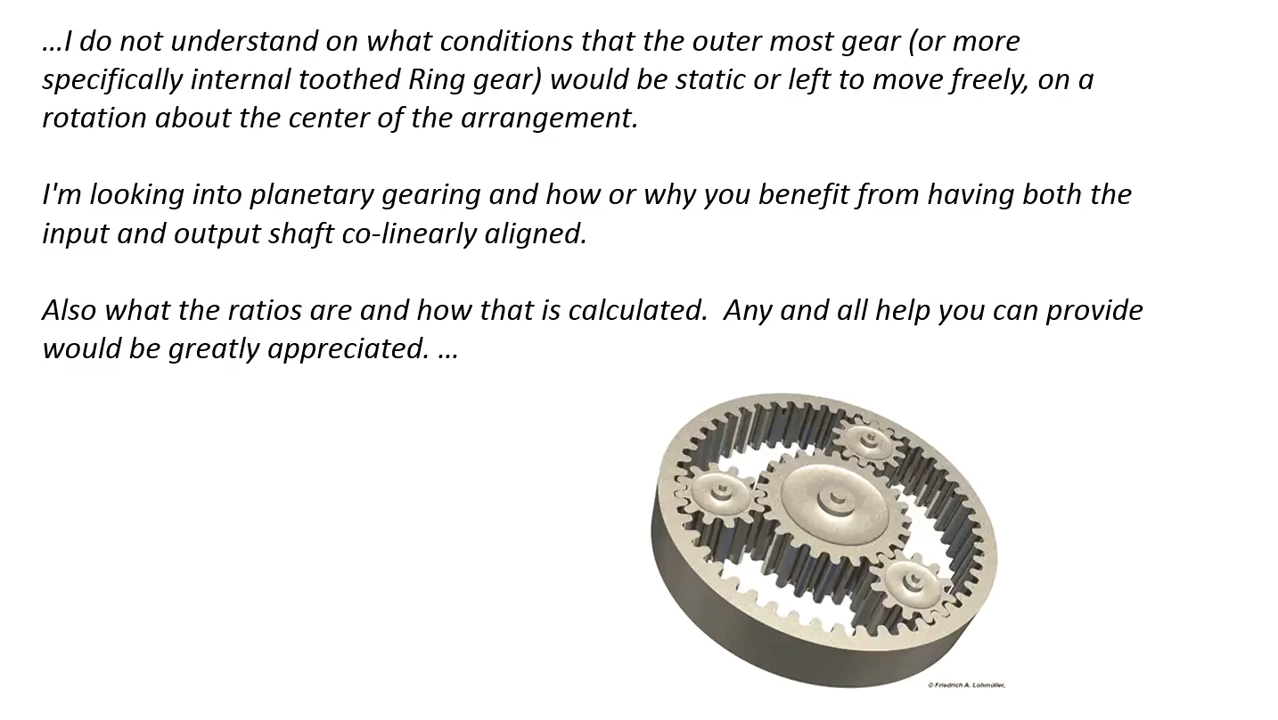 …I do not understand on what conditions that the outer most gear (or more
specifically internal toothed Ring gear) would be static or left to move freely, on a
rotation about the center of the arrangement.
I'm looking into planetary gearing and how or why you benefit from having both the
input and output shaft co-linearly aligned.
Also what the ratios are and how that is calculated.  Any and all help you can provide
would be greatly appreciated. …
© Friedrich A. Lohmüller,